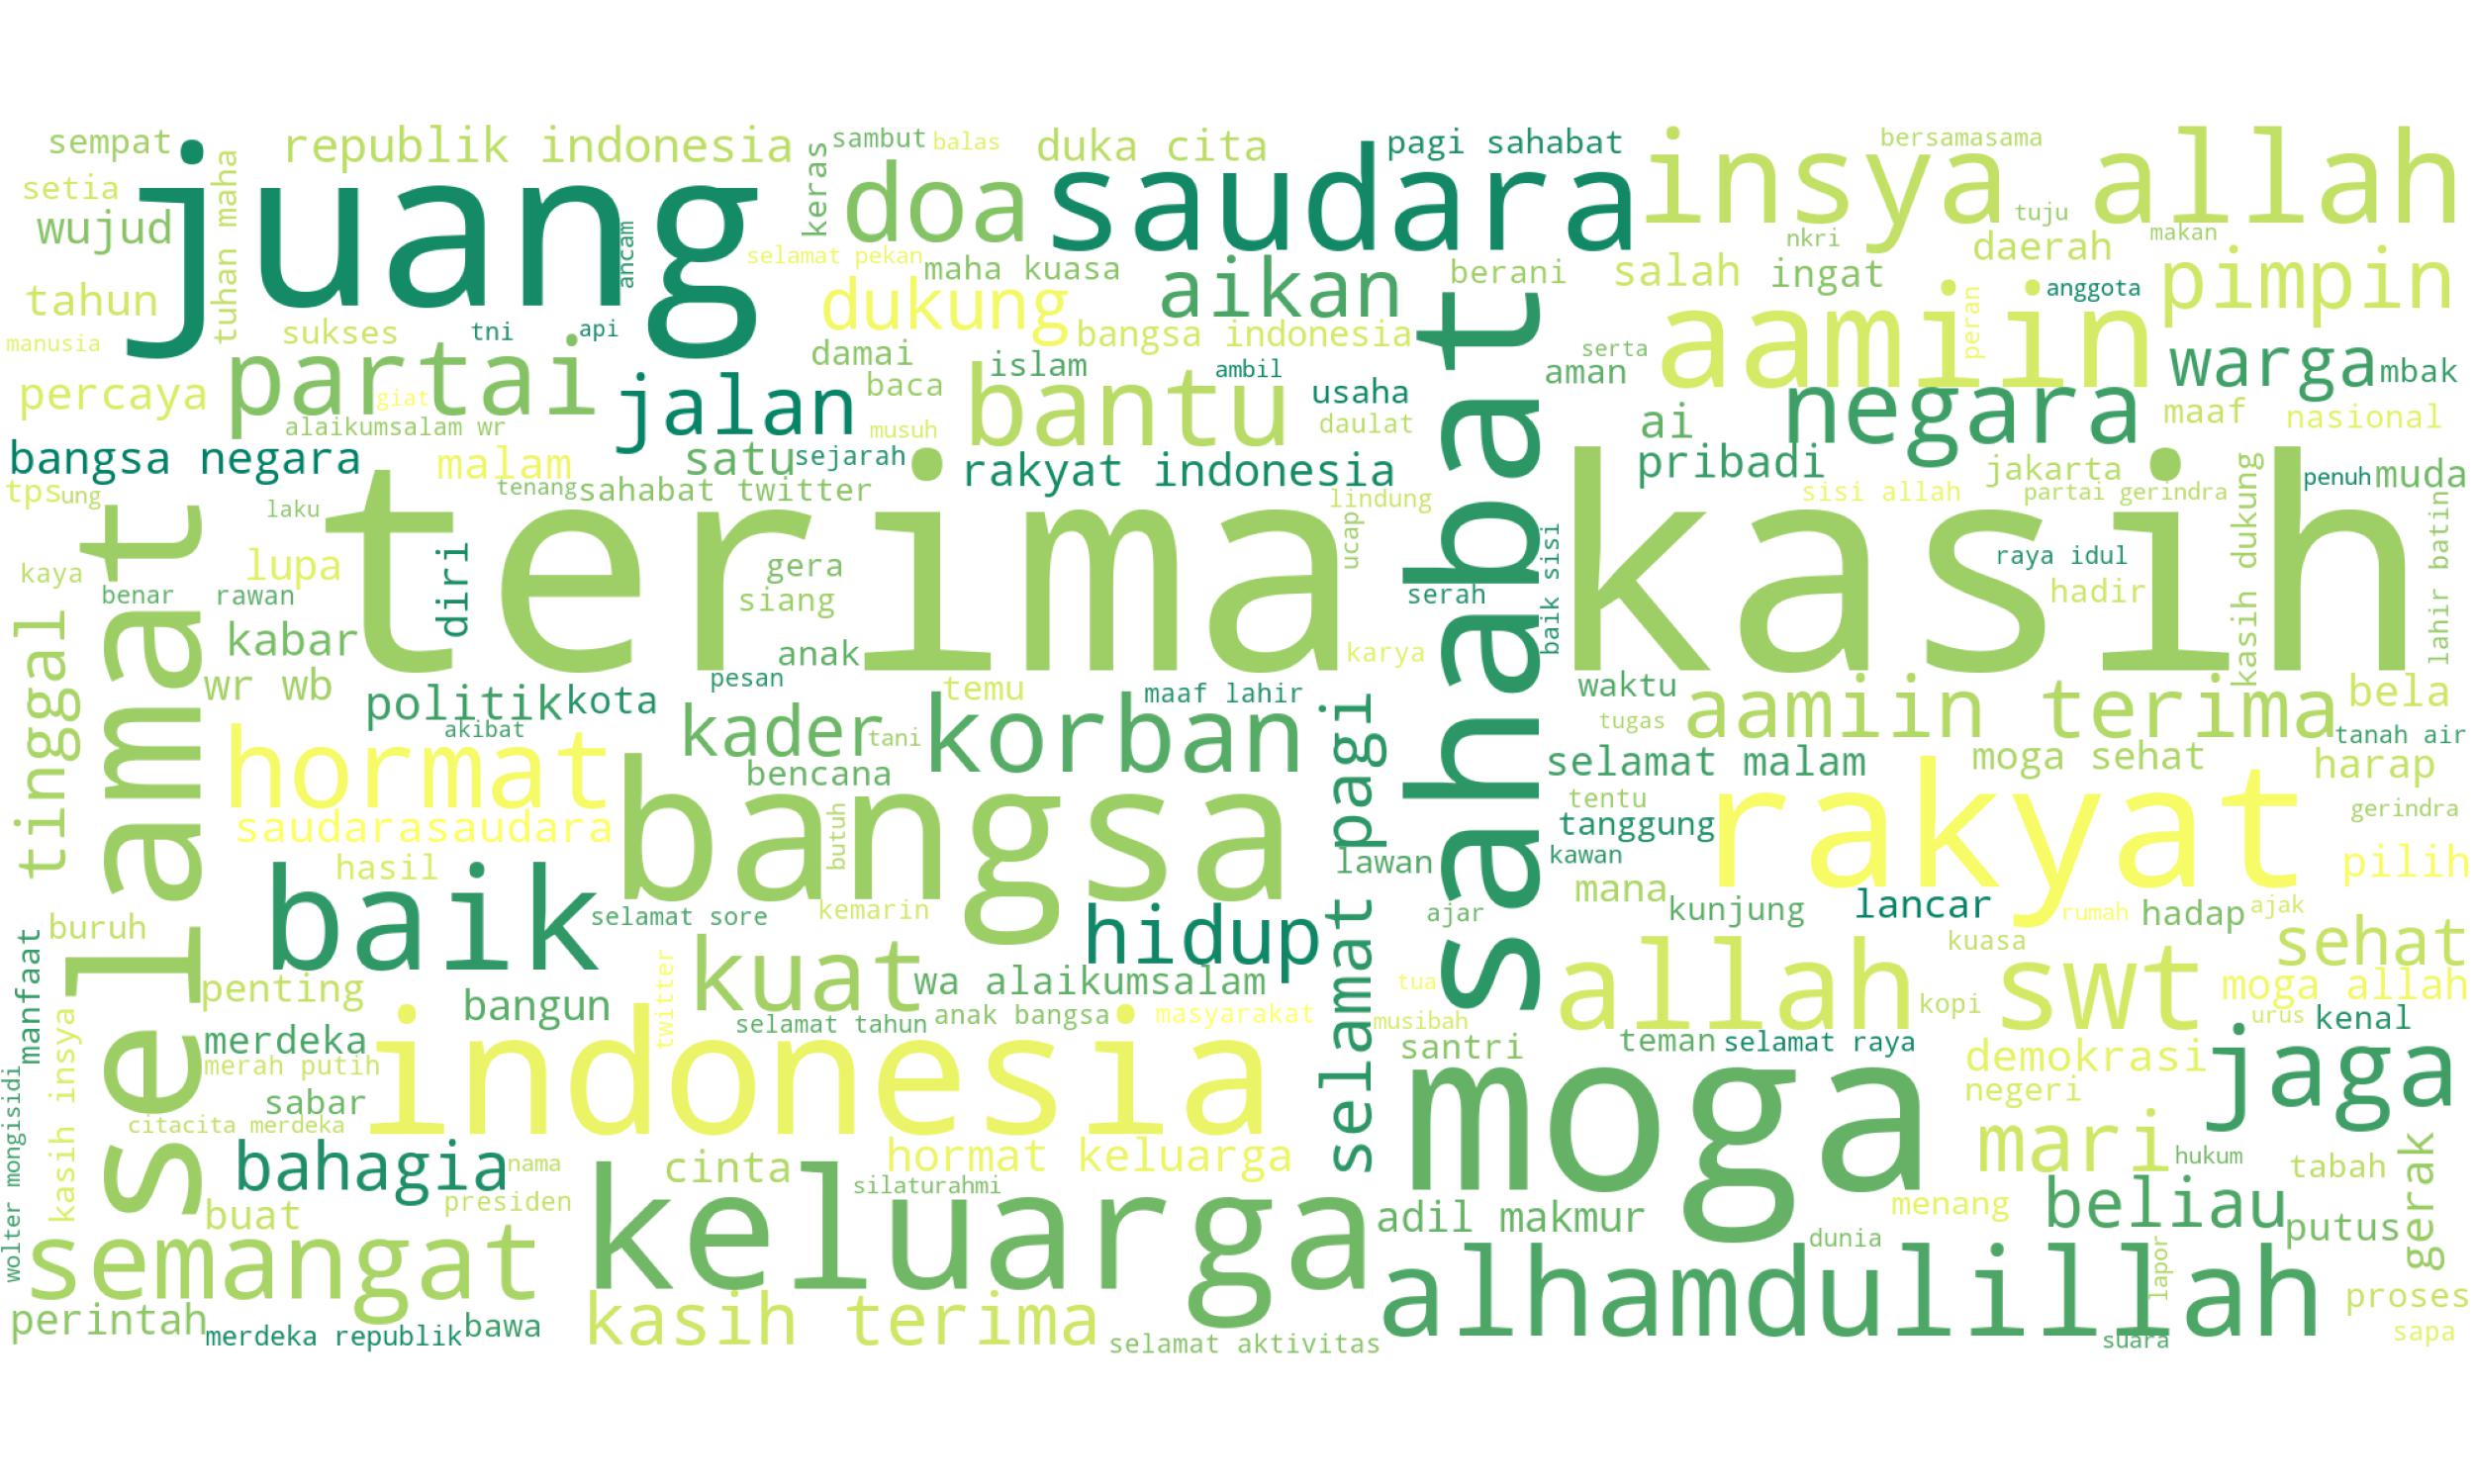 sempat
republik indonesia
sambut
balas
duka cita
pagi sahabat
bersamasama
juang
keras
doa
saudara
insya allah
setia
tuhan maha
wujud
ancam
tuju
nkri
daerah
makan
selamat pekan
maha kuasa
aikan
berani
salah
ingat
anggota
pimpin
tahun
dukung
sukses
tni
api
bangsa indonesia
peran
aamiin
manusia
partai
damai
islam
ambil
serta
aman
warga
mbak
percaya
giat
jalan
baca
bantu
usaha
negara
maaf
nasional
alaikumsalam wr
musuh
daulat
ai
bangsa negara
malam
satu
sejarah
rakyat indonesia
pribadi
jakarta
kasih dukung
penuh
muda
tps
ung
tenang
sahabat twitter
lindung
sisi allah
partai gerindra
laku
terima kasih
sahabat
selamat
ucap
baik sisi
lahir batin
diri
gera
raya idul
kaya
lupa
benar
rawan
siang
serah
hadir
tinggal
kabar
anak
karya
wr wb
pesan
temu
maaf lahir
waktu
aamiin terima
bela
politik
kota
kader
korban
tugas
akibat
tani
tanah air
hormat
bencana
selamat pagi
selamat malam
moga sehat
harap
bangsa
butuh
tentu
rakyat
gerindra
saudarasaudara
tanggung
hasil
lawan
kawan
pilih
baik
mana
kunjung
lancar
rumah
hadap
ajak
selamat sore
kemarin
hidup
ajar
buruh
manfaat
kuat
kuasa
sehat
wa alaikumsalam
allah swt
penting
bangun
twitter
tua
kopi
moga allah
selamat tahun
anak bangsa
masyarakat
musibah
urus
kenal
kasih insya
merdeka
indonesia
santri
teman
selamat raya
demokrasi
jaga
merah putih
moga
negeri
wolter mongisidi
sabar
citacita merdeka
mari
bahagia
nama
cinta
hormat keluarga
hukum
tabah
gerak
presiden
silaturahmi
keluarga
menang
beliau
buat
adil makmur
putus
semangat
dunia
lapor
alhamdulillah
perintah
merdeka republik
bawa
kasih terima
selamat aktivitas
suara
proses
sapa